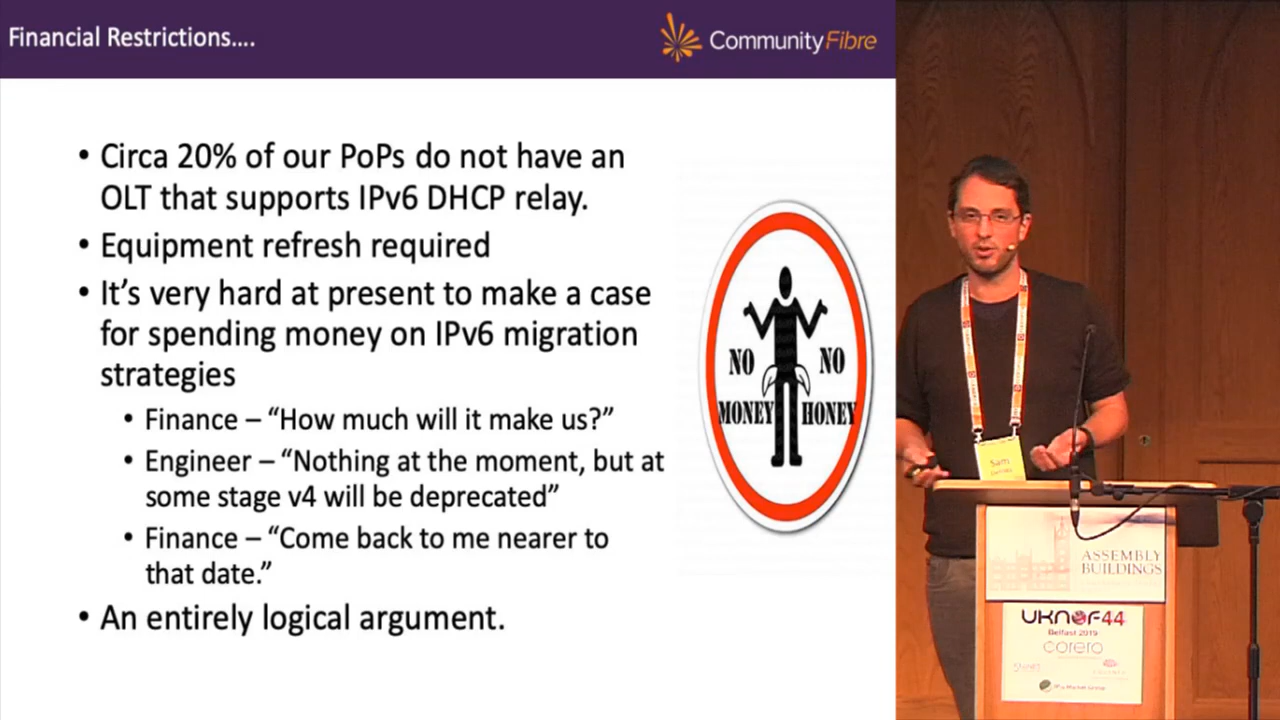 Financial Restrictions....
Community Fibre
• Circa 20% of our PoPs do not have an
OLT that supports IPv6 DHCP relay.
• Equipment refresh required
• It’s very hard at present to make a case
for spending money on IPv6 migration
strategies
• Finance – “How much will it make us?”
• Engineer – “Nothing at the moment, but at
some stage v4 will be deprecated”
• Finance – “Come back to me nearer to
that date.”
• An entirely logical argument.
NO NO
MONEY HONEY
Sam
ASSEMBLY
BUILDINGS
UKNOF44
Belfast 2019
corero